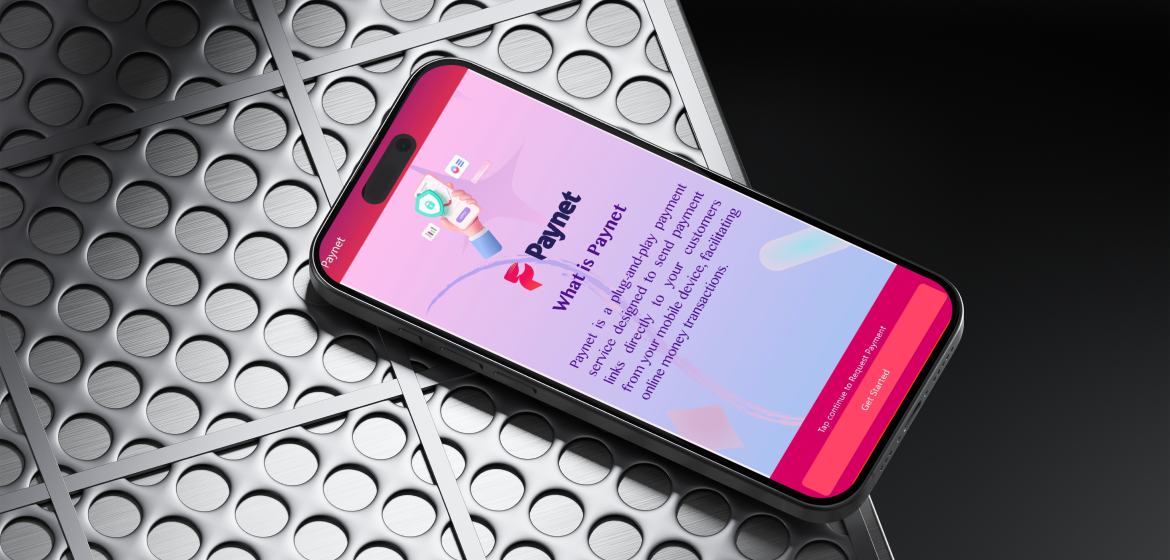 Paynet
Paynet
What is Paynet
Paynet is a plug-and-play payment
service designed to send payment
links directly to your customers
from your mobile device, facilitating
online money transactions.
Tap continue to Request Payment
Get Started